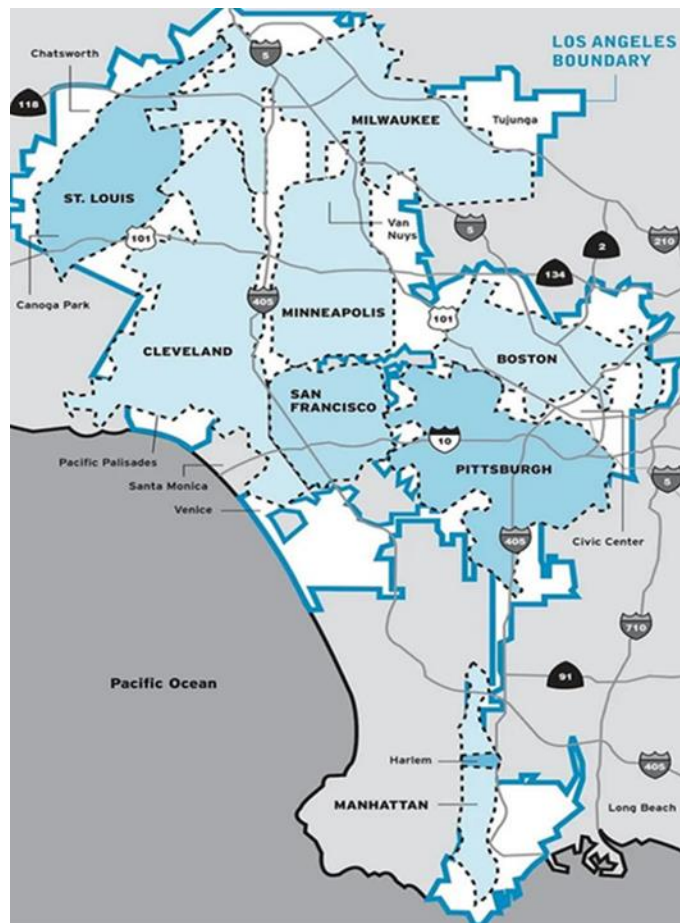 LOS ANGELES
BOUNDARY
Chatsworth
5
118
MILWAUKEE
Tujunga
ST. LOUIS
Van
Nuys
5
2
210
101
134
Canoga Park
405
MINNEAPOLIS
101
CLEVELAND
BOSTON
SAN
FRANCISCO
10
Pacific Palisades
PITTSBURGH
Santa Monica
5
Venice
405
Civic Center
710
Pacific Ocean
91
Harlem
405
MANHATTAN
Long Beach